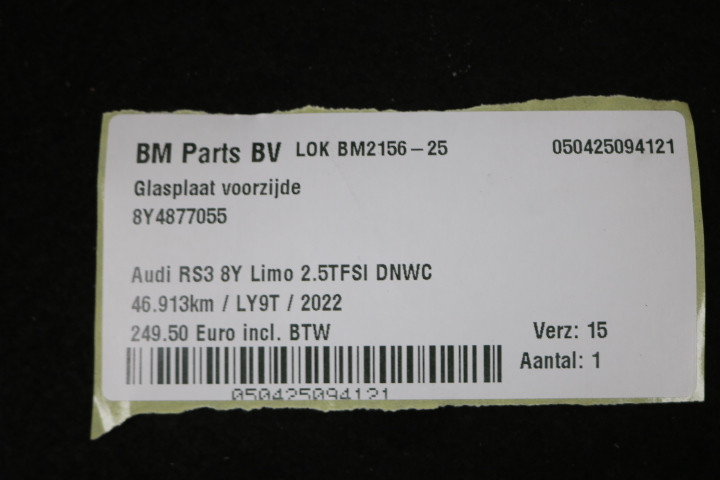 BM Parts BV LOK BM2156-25 050425094121
Glasplaat voorzijde
8Y4877055
Audi RS3 8Y Limo 2.5TFSI DNWC
46.913km / LY9T / 2022
249.50 Euro incl. BTW Verz: 15
Aantal: 1
050425094121